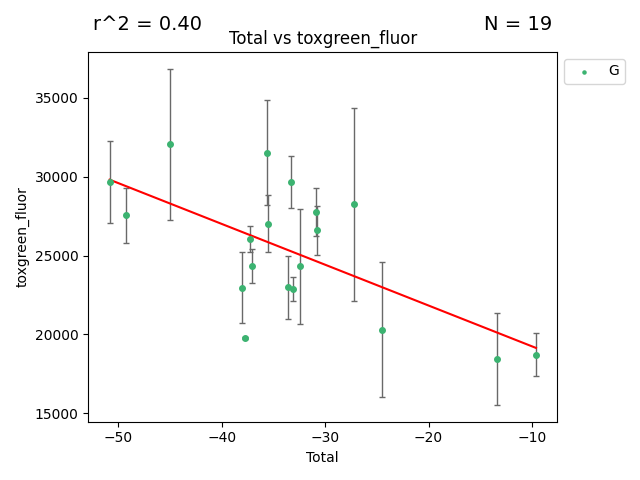 r^2 = 0.40
N = 19
Total vs toxgreen_fluor
G
35000
30000
25000
20000
15000
toxgreen_fluor
−50
−40
−30
−20
−10
Total